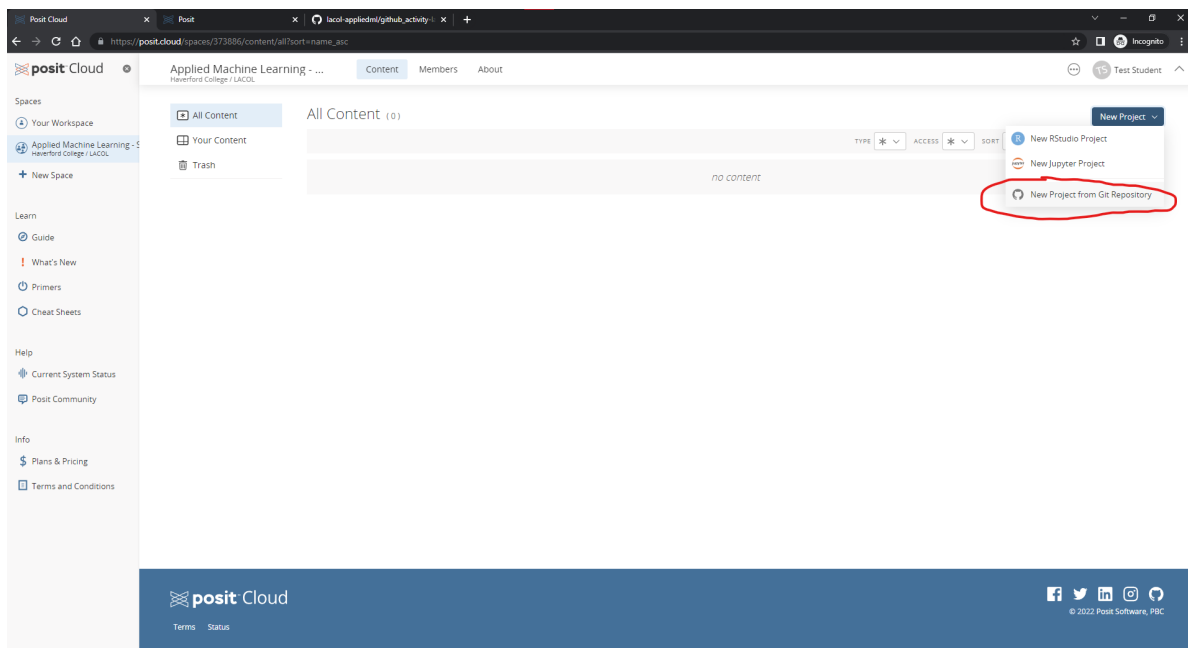 Posit Cloud
Posit
lacol-appliedml/github_activity-l
https://posit.cloud/spaces/373886/content/all?sort=name_asc
Incognito
posit Cloud
Applied Machine Learning - ...
Haverford College / LACOL
Content
Members
About
TS
Test Student
Spaces
Your Workspace
Applied Machine Learning - S
Haverford College / LACOL
New Space
Learn
Guide
What's New
Primers
Cheat Sheets
Help
Current System Status
Posit Community
Info
Plans & Pricing
Terms and Conditions
All Content
Your Content
Trash
All Content (0)
New Project
TYPE * ACCESS * SORT
no content
R New RStudio Project
New Jupyter Project
New Project from Git Repository
posit Cloud
Terms Status
© 2022 Posit Software, PBC